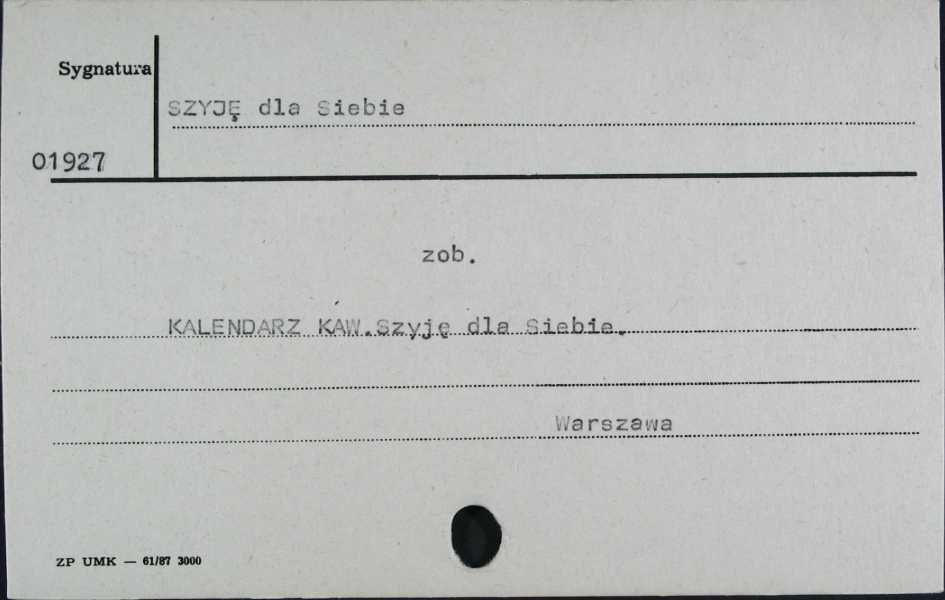 Sygnatura
SZYJĘ dla Siebie
01927
zob.
KALENDARZ KAW.Szyję dla Siebie.
Warszawa
ZP UMK — 61/87 3000